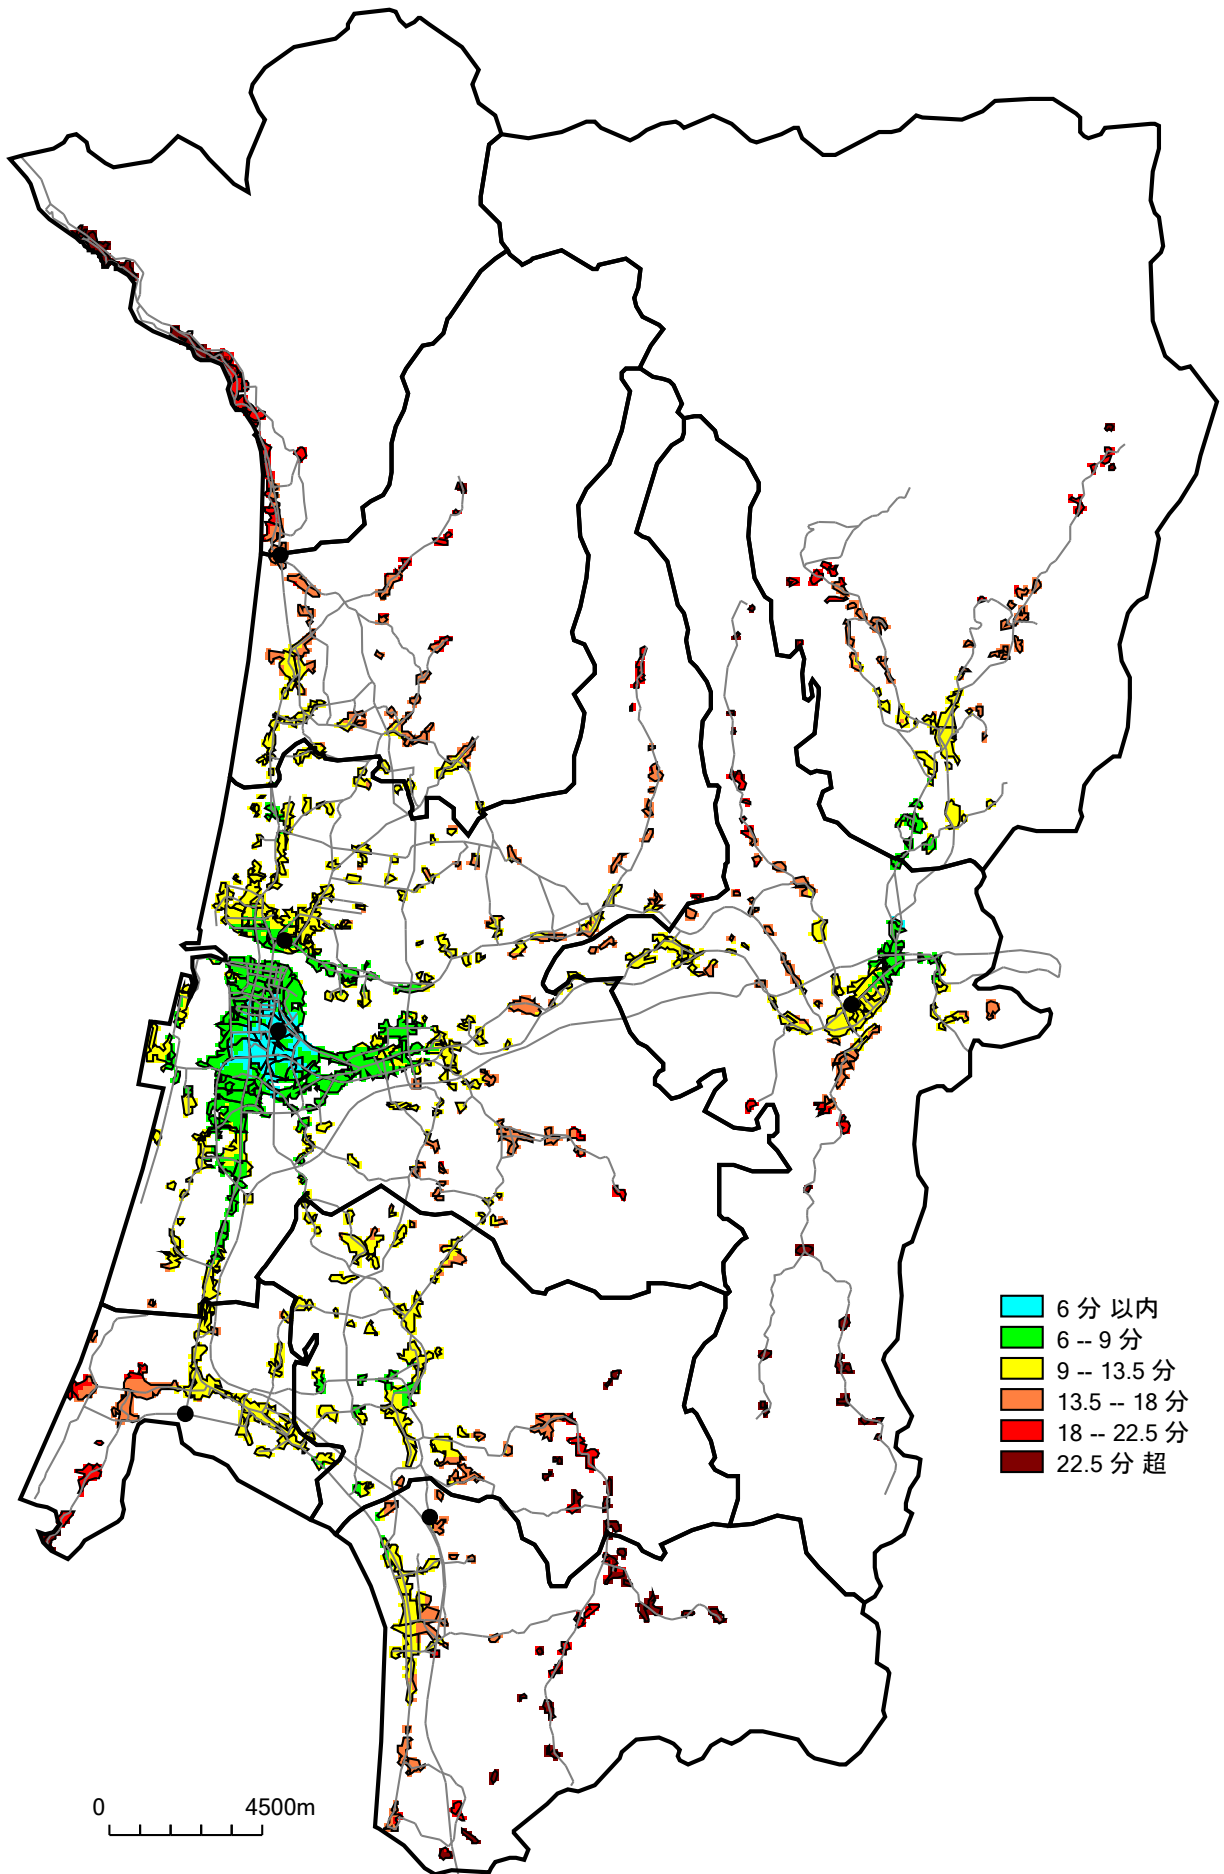 6 分 以内
6 -- 9 分
9 -- 13.5 分
13.5 -- 18 分
18 -- 22.5 分
22.5 分 超
0 4500m